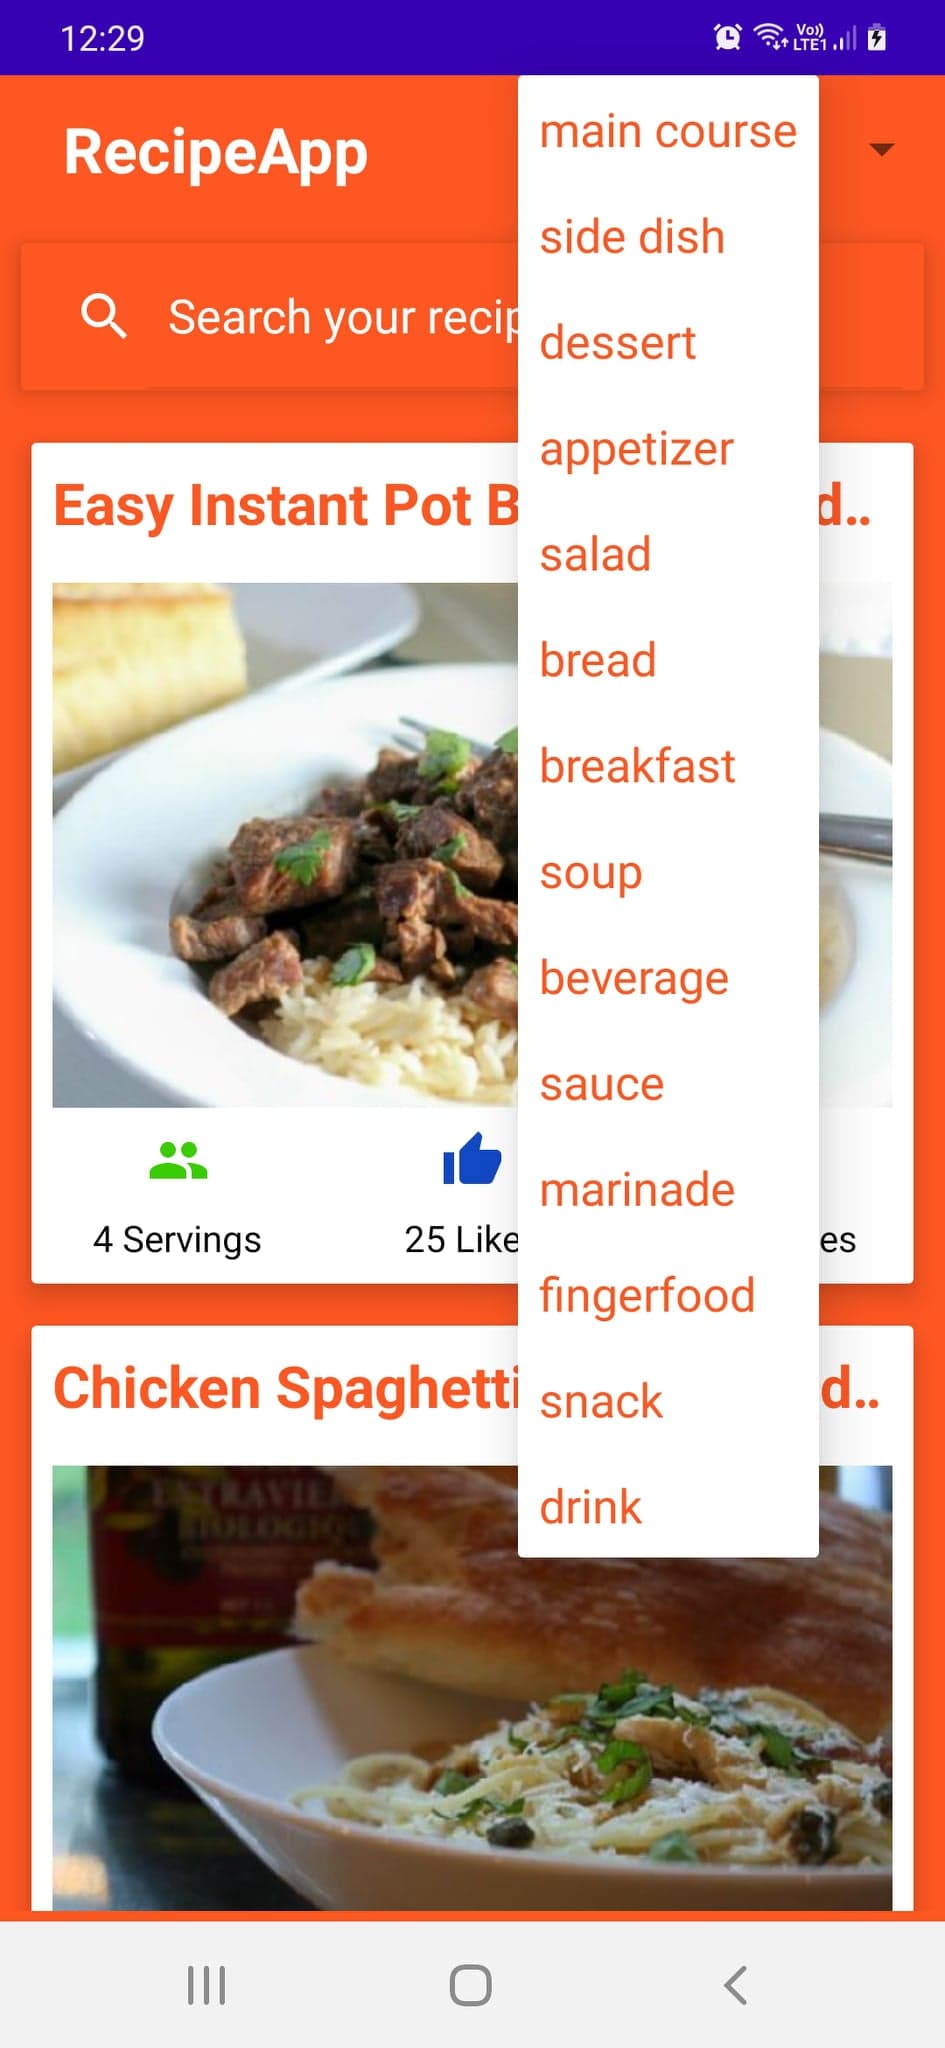 12:29
Vo))
LTE1
RecipeApp
Search your recip
main course
side dish
dessert
appetizer
salad
bread
breakfast
soup
beverage
sauce
marinade
fingerfood
snack
drink
Easy Instant Pot B
d..
4 Servings
25 Like
es
Chicken Spaghetti
d..